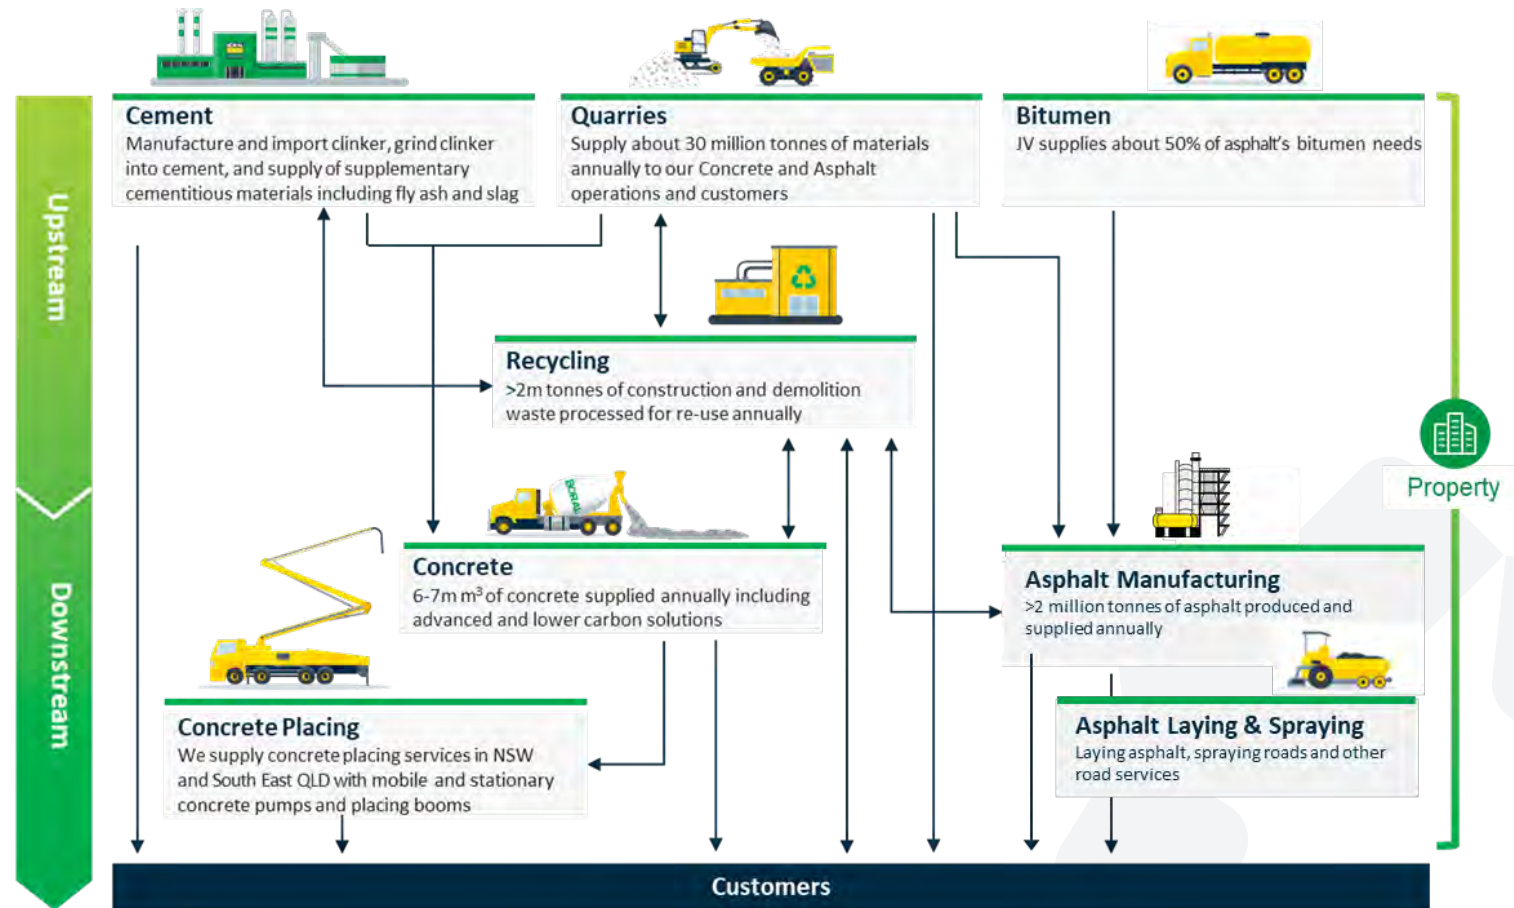 BORAL
Upstream
Cement
Manufacture and import clinker, grind clinker
into cement, and supply of supplementary
cementitious materials including fly ash and slag
Quarries
Supply about 30 million tonnes of materials
annually to our Concrete and Asphalt
operations and customers
Bitumen
JV supplies about 50% of asphalt's bitumen needs
Recycling
>2m tonnes of construction and demolition
waste processed for re-use annually
Property
BORAL
Downstream
Concrete
6-7m m³ of concrete supplied annually including
advanced and lower carbon solutions
Asphalt Manufacturing
>2 million tonnes of asphalt produced and
supplied annually
Concrete Placing
We supply concrete placing services in NSW
and South East QLD with mobile and stationary
concrete pumps and placing booms
Asphalt Laying & Spraying
Laying asphalt, spraying roads and other
road services
Customers